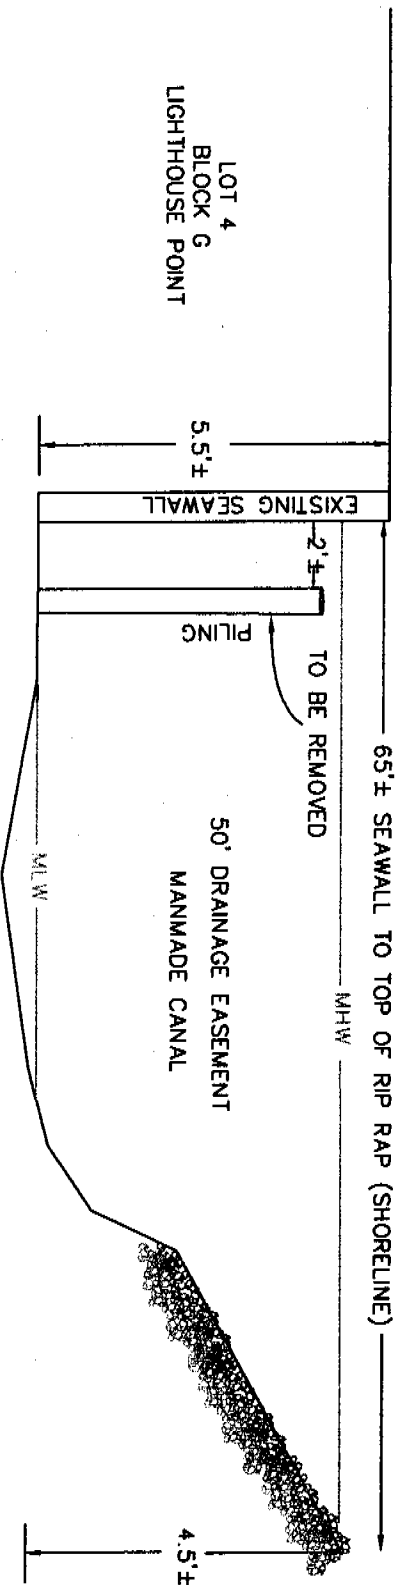 LOT 4
BLOCK G
LIGHTHOUSE POINT
5.5'±
EXISTING SEAWALL
2'±
PILING
TO BE REMOVED
65'± SEAWALL TO TOP OF RIP RAP (SHORELINE)
MHW
50' DRAINAGE EASEMENT
MANMADE CANAL
MLW
4.5'±